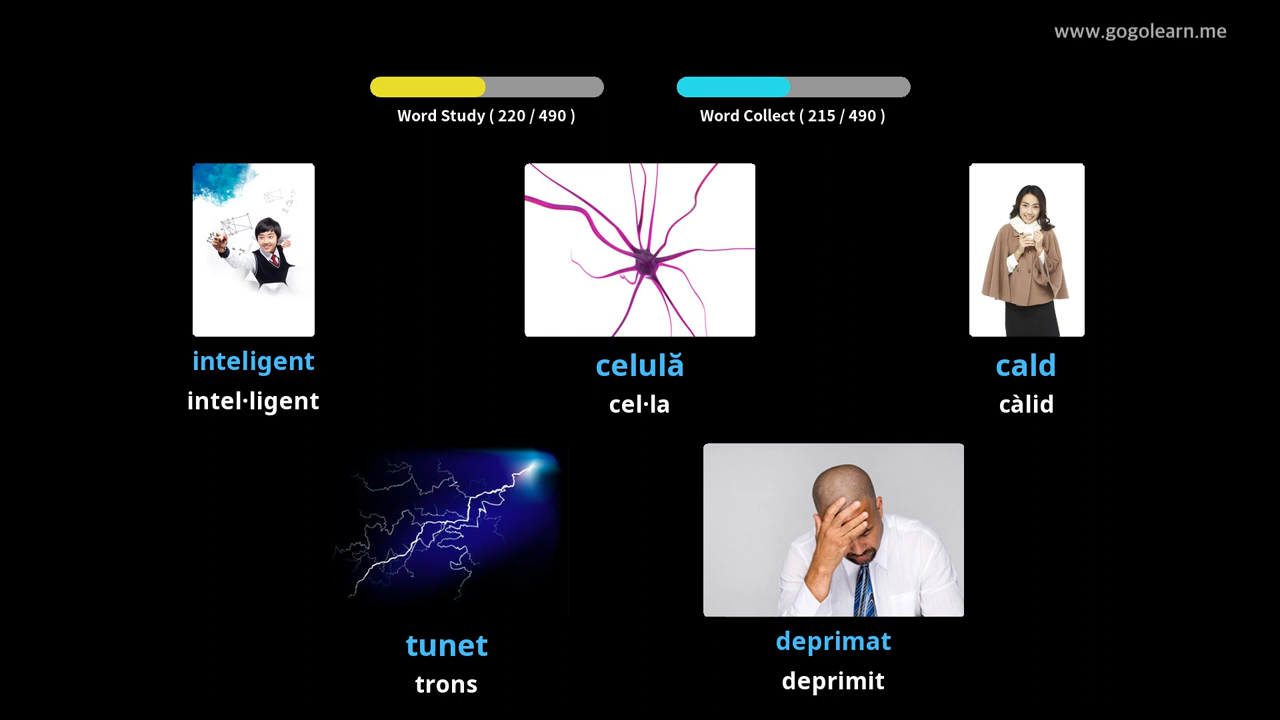 www.gogolearn.me
Word Study ( 220 / 490 )
Word Collect ( 215 / 490 )
inteligent
intel·ligent
celulă
cel·la
cald
càlid
tunet
trons
deprimat
deprimit